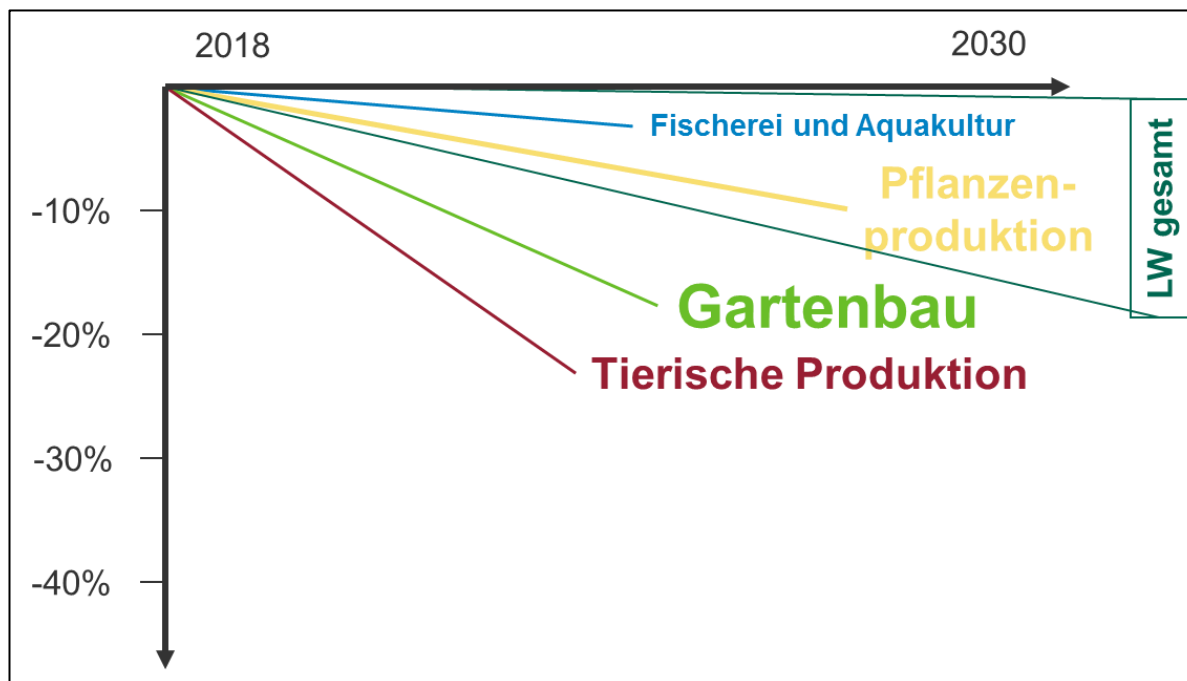 2018
2030
Fischerei und Aquakultur
-10%
Pflanzen-
produktion
LW gesamt
Gartenbau
-20%
Tierische Produktion
-30%
-40%